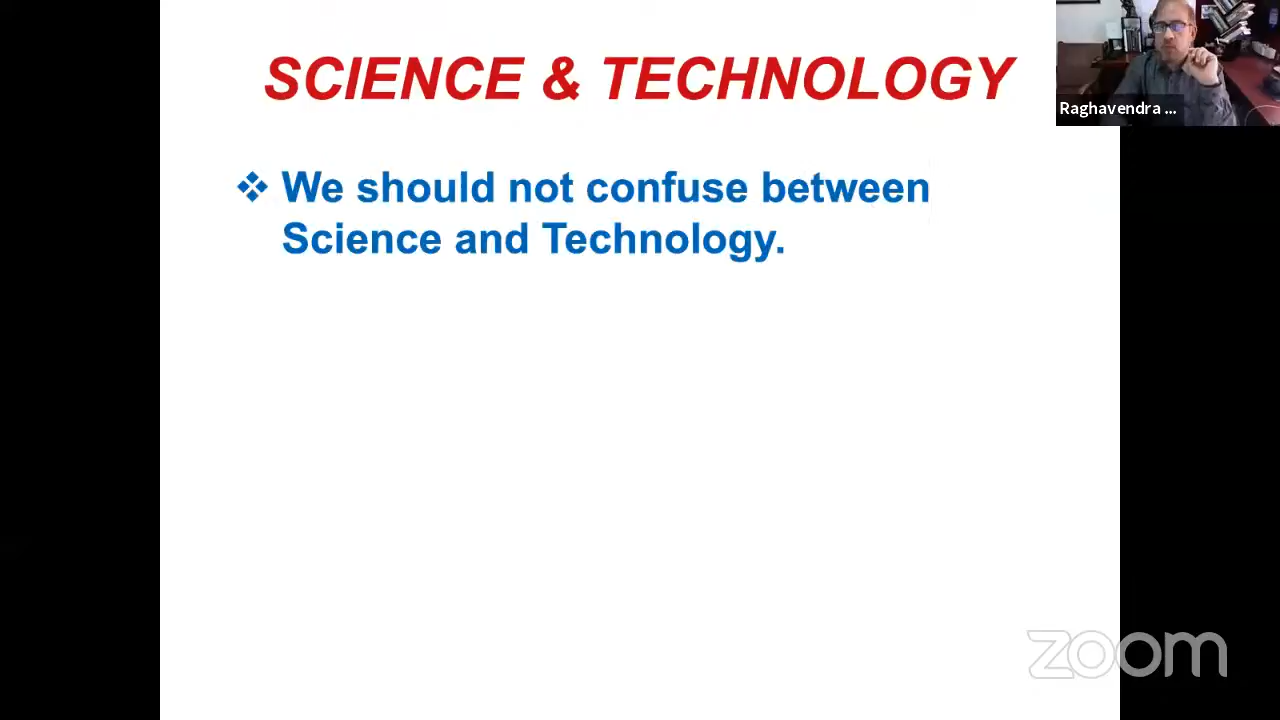 SCIENCE & TECHNOLOGY
Raghavendra ...
❖ We should not confuse between
Science and Technology.
zoom